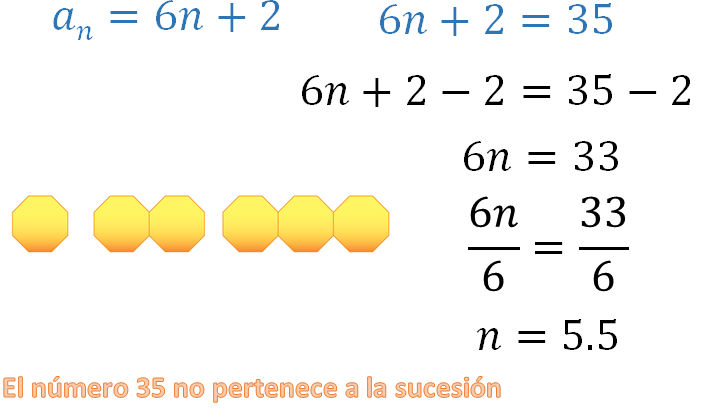 aₙ = 6n + 2
6n + 2 = 35
6n + 2 − 2 = 35 − 2
6n = 33
6n/6 = 33/6
n = 5.5
El número 35 no pertenece a la sucesión